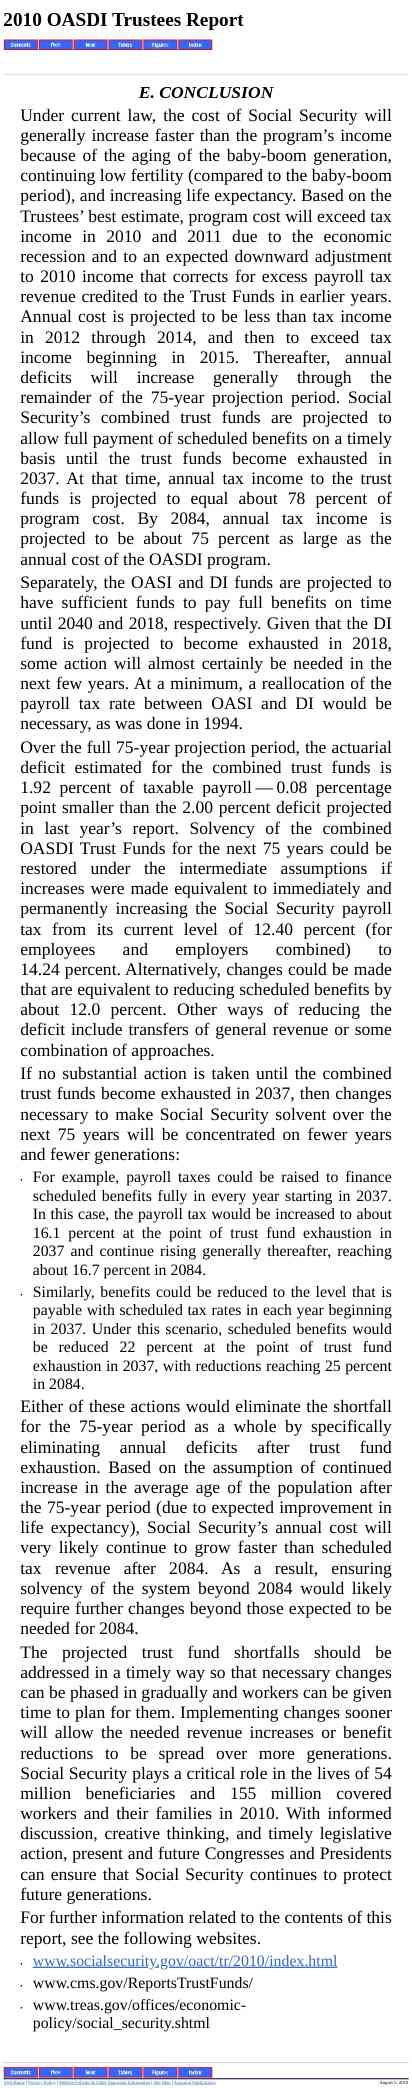 2010 OASDI Trustees Report
Contents Prev Next Tables Figures Index
E. CONCLUSION
Under current law, the cost of Social Security will
generally increase faster than the program’s income
because of the aging of the baby-boom generation,
continuing low fertility (compared to the baby-boom
period), and increasing life expectancy. Based on the
Trustees’ best estimate, program cost will exceed tax
income in 2010 and 2011 due to the economic
recession and to an expected downward adjustment
to 2010 income that corrects for excess payroll tax
revenue credited to the Trust Funds in earlier years.
Annual cost is projected to be less than tax income
in 2012 through 2014, and then to exceed tax
income beginning in 2015. Thereafter, annual
deficits will increase generally through the
remainder of the 75-year projection period. Social
Security’s combined trust funds are projected to
allow full payment of scheduled benefits on a timely
basis until the trust funds become exhausted in
2037. At that time, annual tax income to the trust
funds is projected to equal about 78 percent of
program cost. By 2084, annual tax income is
projected to be about 75 percent as large as the
annual cost of the OASDI program.
Separately, the OASI and DI funds are projected to
have sufficient funds to pay full benefits on time
until 2040 and 2018, respectively. Given that the DI
fund is projected to become exhausted in 2018,
some action will almost certainly be needed in the
next few years. At a minimum, a reallocation of the
payroll tax rate between OASI and DI would be
necessary, as was done in 1994.
Over the full 75-year projection period, the actuarial
deficit estimated for the combined trust funds is
1.92 percent of taxable payroll — 0.08 percentage
point smaller than the 2.00 percent deficit projected
in last year’s report. Solvency of the combined
OASDI Trust Funds for the next 75 years could be
restored under the intermediate assumptions if
increases were made equivalent to immediately and
permanently increasing the Social Security payroll
tax from its current level of 12.40 percent (for
employees and employers combined) to
14.24 percent. Alternatively, changes could be made
that are equivalent to reducing scheduled benefits by
about 12.0 percent. Other ways of reducing the
deficit include transfers of general revenue or some
combination of approaches.
If no substantial action is taken until the combined
trust funds become exhausted in 2037, then changes
necessary to make Social Security solvent over the
next 75 years will be concentrated on fewer years
and fewer generations:
· For example, payroll taxes could be raised to finance
scheduled benefits fully in every year starting in 2037.
In this case, the payroll tax would be increased to about
16.1 percent at the point of trust fund exhaustion in
2037 and continue rising generally thereafter, reaching
about 16.7 percent in 2084.
· Similarly, benefits could be reduced to the level that is
payable with scheduled tax rates in each year beginning
in 2037. Under this scenario, scheduled benefits would
be reduced 22 percent at the point of trust fund
exhaustion in 2037, with reductions reaching 25 percent
in 2084.
Either of these actions would eliminate the shortfall
for the 75-year period as a whole by specifically
eliminating annual deficits after trust fund
exhaustion. Based on the assumption of continued
increase in the average age of the population after
the 75-year period (due to expected improvement in
life expectancy), Social Security’s annual cost will
very likely continue to grow faster than scheduled
tax revenue after 2084. As a result, ensuring
solvency of the system beyond 2084 would likely
require further changes beyond those expected to be
needed for 2084.
The projected trust fund shortfalls should be
addressed in a timely way so that necessary changes
can be phased in gradually and workers can be given
time to plan for them. Implementing changes sooner
will allow the needed revenue increases or benefit
reductions to be spread over more generations.
Social Security plays a critical role in the lives of 54
million beneficiaries and 155 million covered
workers and their families in 2010. With informed
discussion, creative thinking, and timely legislative
action, present and future Congresses and Presidents
can ensure that Social Security continues to protect
future generations.
For further information related to the contents of this
report, see the following websites.
· www.socialsecurity.gov/oact/tr/2010/index.html
· www.cms.gov/ReportsTrustFunds/
· www.treas.gov/offices/economic-
policy/social_security.shtml
Contents Prev Next Tables Figures Index